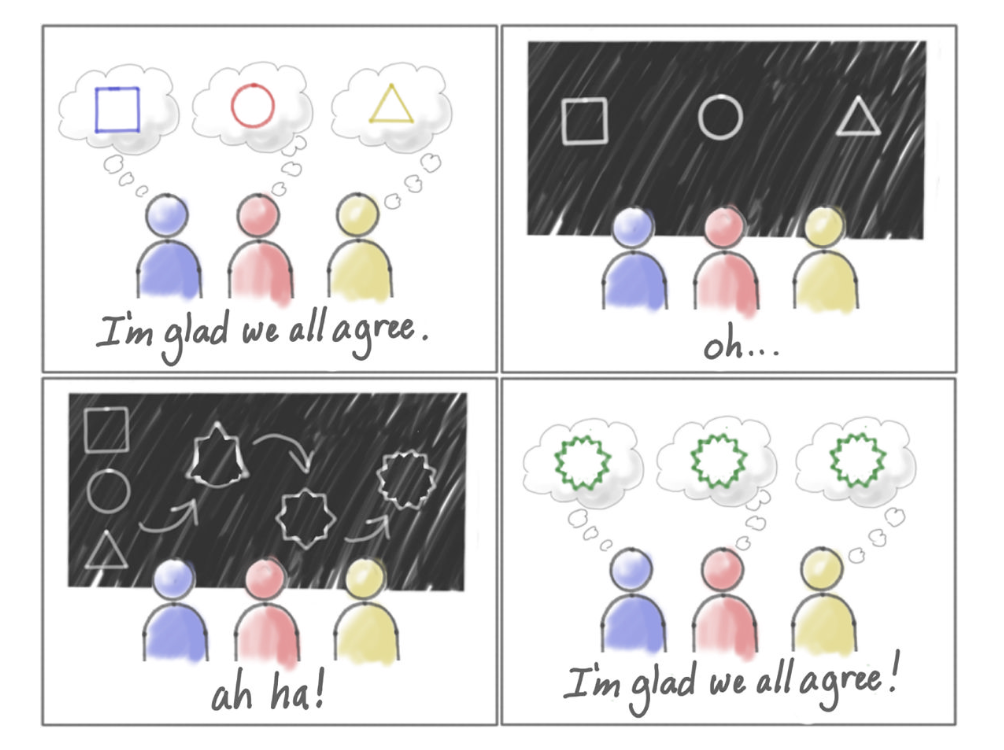 I'm glad we all agree.
oh...
ah ha!
I'm glad we all agree!